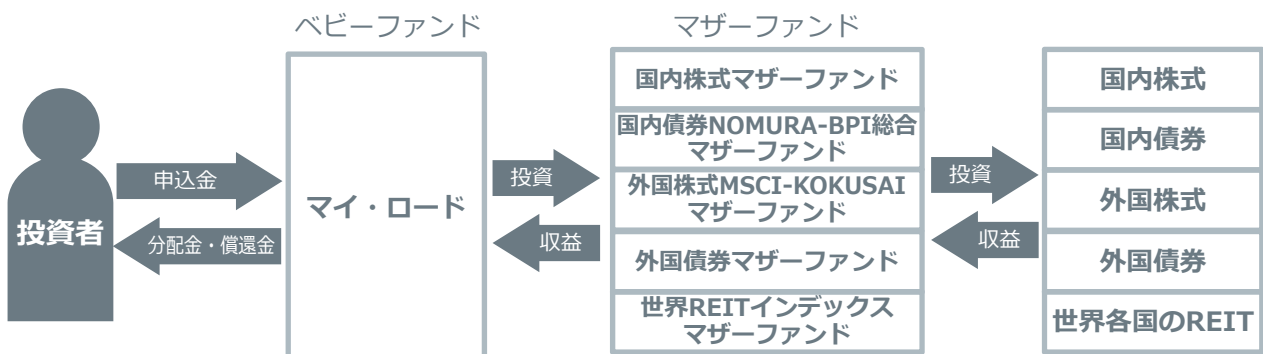 ベビーファンド
マザーファンド
投資者
申込金
分配金・償還金
マイ・ロード
投資
収益
国内株式マザーファンド
国内債券NOMURA-BPI総合
マザーファンド
外国株式MSCI-KOKUSAI
マザーファンド
外国債券マザーファンド
世界REITインデックス
マザーファンド
投資
収益
国内株式
国内債券
外国株式
外国債券
世界各国のREIT